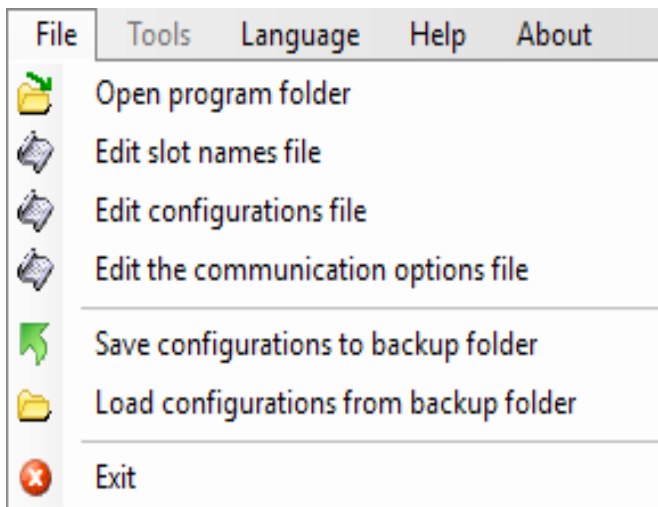 File Tools Language Help About
Open program folder
Edit slot names file
Edit configurations file
Edit the communication options file
Save configurations to backup folder
Load configurations from backup folder
Exit